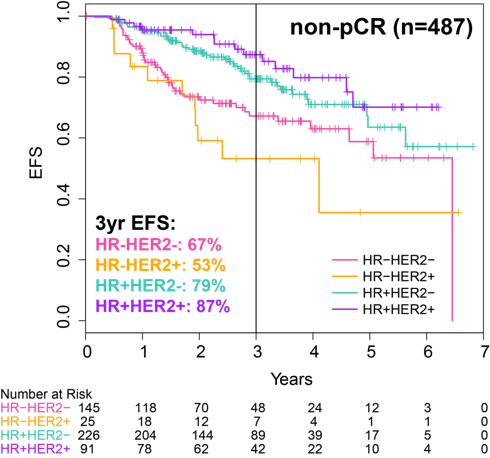 non-pCR (n=487)
1.0
0.8
0.6
0.4
0.2
0.0
EFS
3yr EFS:
HR-HER2-: 67%
HR-HER2+: 53%
HR+HER2-: 79%
HR+HER2+: 87%
HR−HER2−
HR−HER2+
HR+HER2−
HR+HER2+
0 1 2 3 4 5 6 7
Years
Number at Risk
HR−HER2− 145 118 70 48 24 12 3 0
HR−HER2+ 25 18 12 7 4 1 1 0
HR+HER2− 226 204 144 89 39 17 5 0
HR+HER2+ 91 78 62 42 22 10 4 0